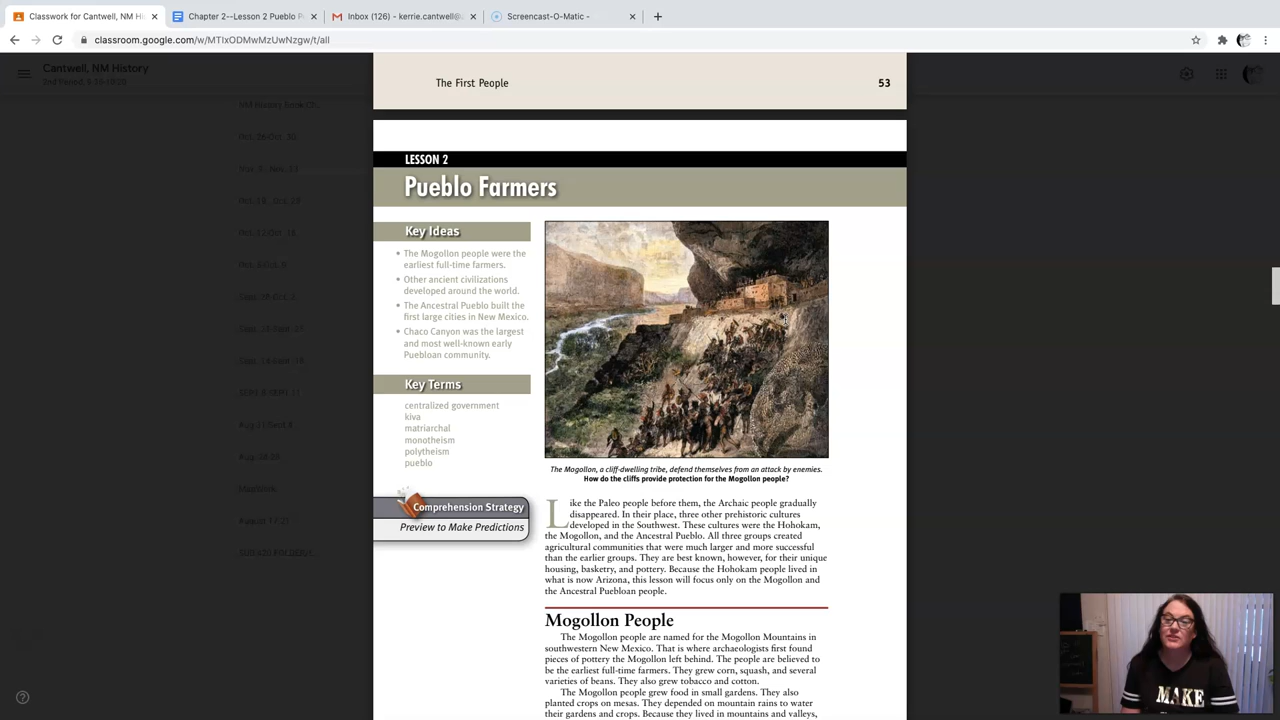 Classwork for Cantwell, NM Hi
Chapter 2--Lesson 2 Pueblo P
Inbox (126) - kerrie.cantwell@
Screencast-O-Matic -
classroom.google.com/w/MTIxODMwMzUwNzgw/t/all
Cantwell, NM History
The First People 53
LESSON 2
Pueblo Farmers
Key Ideas
• The Mogollon people were the
earliest full-time farmers.
• Other ancient civilizations
developed around the world.
• The Ancestral Pueblo built the
first large cities in New Mexico.
• Chaco Canyon was the largest
and most well-known early
Puebloan community.
Key Terms
centralized government
kiva
matriarchal
monotheism
polytheism
pueblo
Comprehension Strategy
Preview to Make Predictions
The Mogollon, a cliff-dwelling tribe, defend themselves from an attack by enemies.
How do the cliffs provide protection for the Mogollon people?
Like the Paleo people before them, the Archaic people gradually
disappeared. In their place, three other prehistoric cultures
developed in the Southwest. These cultures were the Hohokam,
the Mogollon, and the Ancestral Pueblo. All three groups created
agricultural communities that were much larger and more successful
than the earlier groups. They are best known, however, for their unique
housing, basketry, and pottery. Because the Hohokam people lived in
what is now Arizona, this lesson will focus only on the Mogollon and
the Ancestral Puebloan people.
Mogollon People
The Mogollon people are named for the Mogollon Mountains in
southwestern New Mexico. That is where archaeologists first found
pieces of pottery the Mogollon left behind. The people are believed to
be the earliest full-time farmers. They grew corn, squash, and several
varieties of beans. They also grew tobacco and cotton.
The Mogollon people grew food in small gardens. They also
planted crops on mesas. They depended on mountain rains to water
their gardens and crops. Because they lived in mountains and valleys,
MAKE